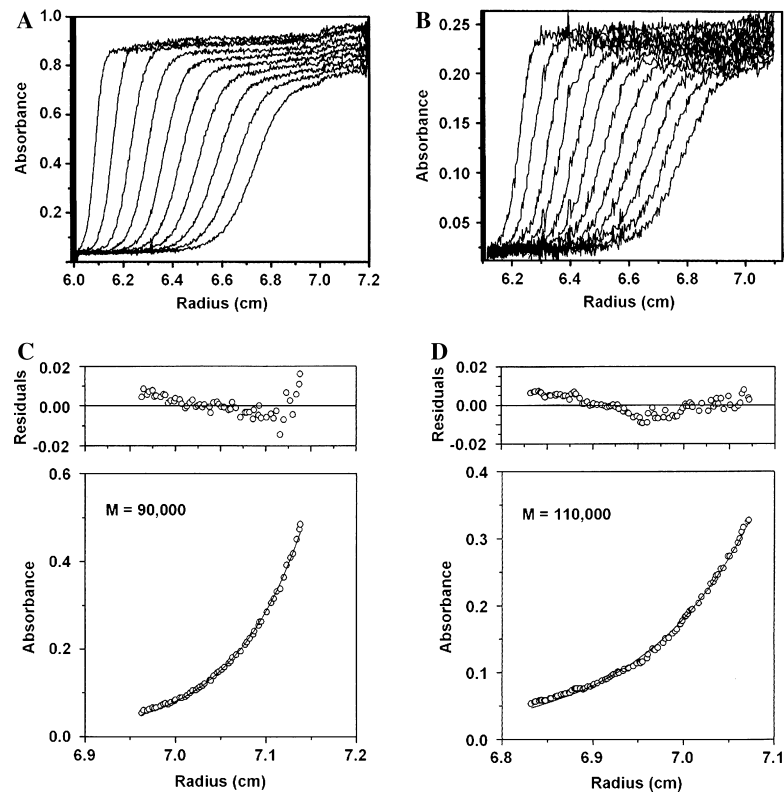 A
1.0
0.8
0.6
0.4
0.2
Absorbance
6.0 6.2 6.4 6.6 6.8 7.0 7.2
Radius (cm)
B
0.25
0.20
0.15
0.10
0.05
Absorbance
6.2 6.4 6.6 6.8 7.0
Radius (cm)
C
0.02
0.00
-0.02
Residuals
0.6
0.4
0.2
0.0
Absorbance
M = 90,000
6.9 7.0 7.1 7.2
Radius (cm)
D
0.02
0.00
-0.02
Residuals
0.4
0.3
0.2
0.1
0.0
Absorbance
M = 110,000
6.8 6.9 7.0 7.1
Radius (cm)